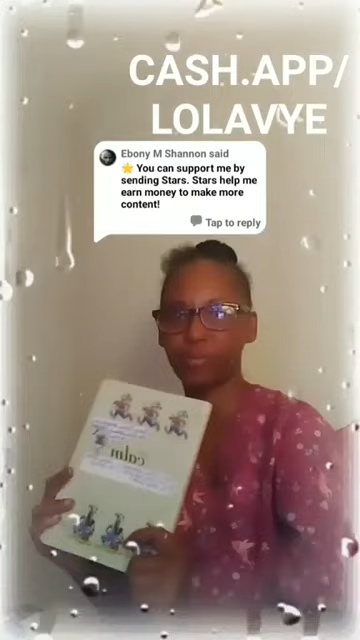 CASH.APP/
LOLAVYE
Ebony M Shannon said
⭐ You can support me by
sending Stars. Stars help me
earn money to make more
content!
Tap to reply
calm